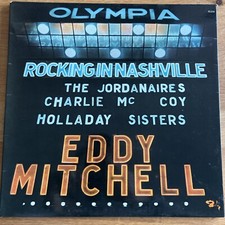 OLYMPIA
ROCKING IN NASHVILLE
THE JORDANAIRES
CHARLIE Mc COY
HOLLADAY SISTERS
EDDY
MITCHELL